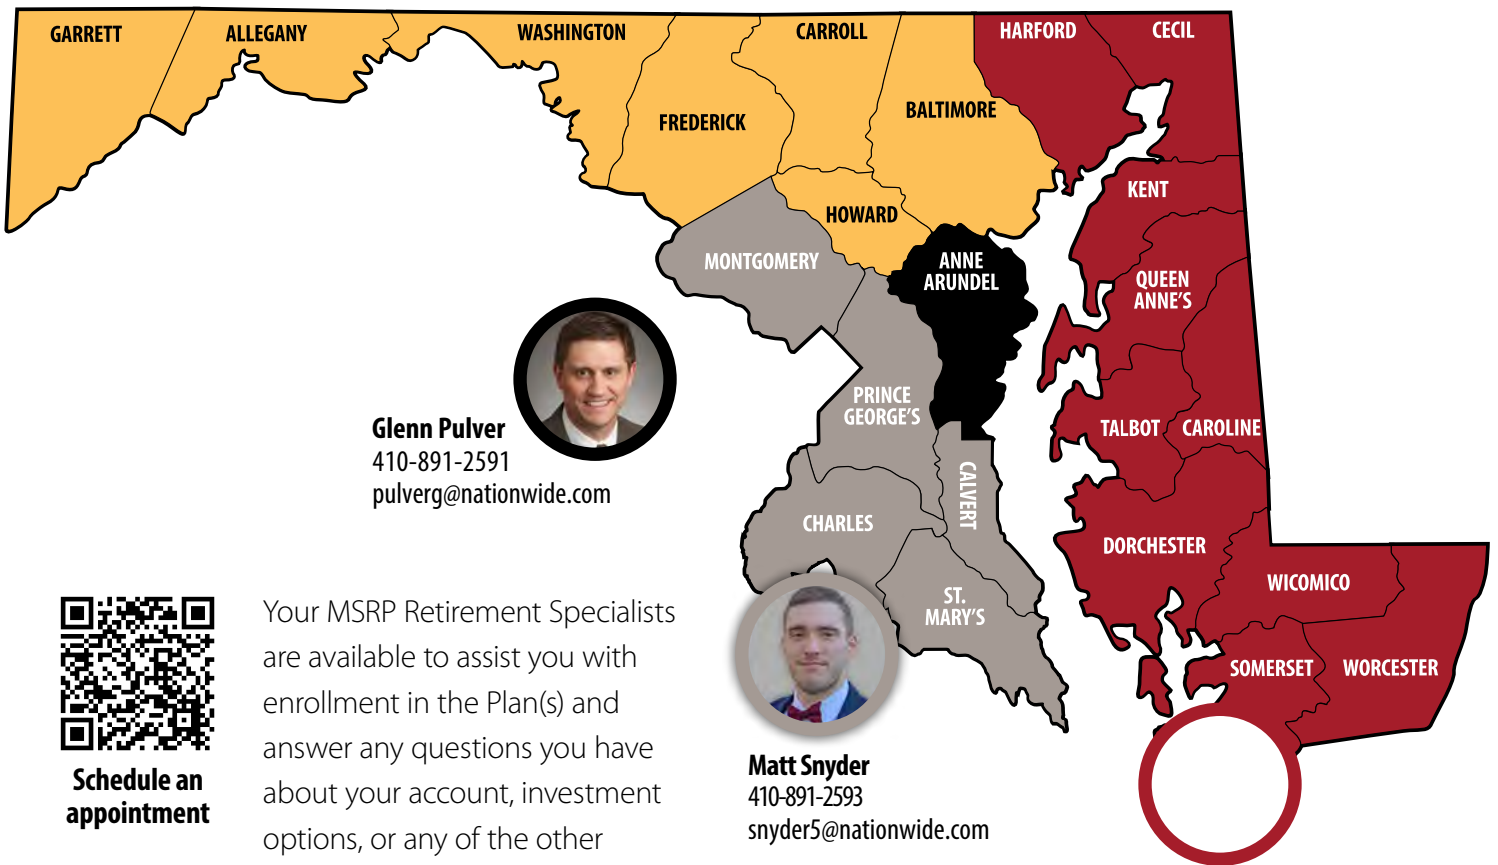 GARRETT
ALLEGANY
WASHINGTON
CARROLL
HARFORD
CECIL
FREDERICK
BALTIMORE
KENT
HOWARD
MONTGOMERY
ANNE
ARUNDEL
QUEEN
ANNE'S
PRINCE
GEORGE'S
TALBOT
CAROLINE
Glenn Pulver
410-891-2591
pulverg@nationwide.com
CALVERT
CHARLES
DORCHESTER
WICOMICO
ST.
MARY'S
SOMERSET
WORCESTER
Schedule an
appointment
Your MSRP Retirement Specialists
are available to assist you with
enrollment in the Plan(s) and
answer any questions you have
about your account, investment
options, or any of the other
Matt Snyder
410-891-2593
snyder5@nationwide.com